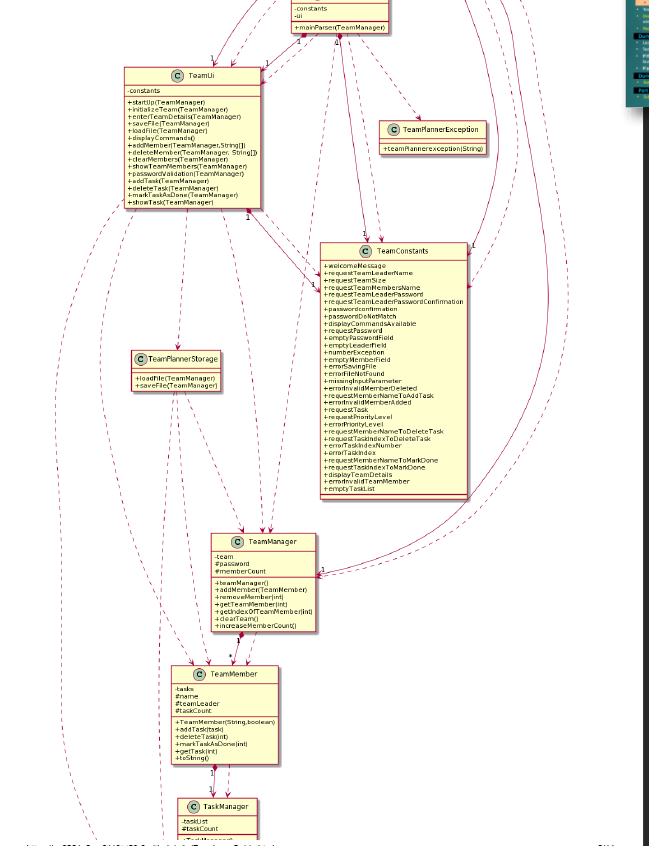 -constants
-ui
+mainParser(TeamManager)
1
1
1
1
1
C TeamUi
-constants
+startUp(TeamManager)
+initializeTeam(TeamManager)
+enterTeamDetails(TeamManager)
+saveFile(TeamManager)
+loadFile(TeamManager)
+displayCommands()
+addMember(TeamManager,String[])
+deleteMember(TeamManager, String[])
+clearMembers(TeamManager)
+showTeamMembers(TeamManager)
+passwordValidation(TeamManager)
+addTask(TeamManager)
+deleteTask(TeamManager)
+markTaskAsDone(TeamManager)
+showTask(TeamManager)
C TeamPlannerException
+teamPlannerexception(String)
1
1
1
1
C TeamConstants
+welcomeMessage
+requestTeamLeaderName
+requestTeamSize
+requestTeamMembersName
+requestTeamLeaderPassword
+requestTeamLeaderPasswordConfirmation
+passwordconfirmation
+passwordDoNotMatch
+displayCommandsAvailable
+requestPassword
+emptyPasswordField
+emptyLeaderField
+numberException
+emptyMemberField
+errorSavingFile
+errorFileNotFound
+missingInputParameter
+errorInvalidMemberDeleted
+requestMemberNameToAddTask
+errorInvalidMemberAdded
+requestTask
+requestPriorityLevel
+errorPriorityLevel
+requestMemberNameToDeleteTask
+requestTaskIndexToDeleteTask
+errorTaskIndexNumber
+errorTaskIndex
+requestMemberNameToMarkDone
+requestTaskIndexToMarkDone
+displayTeamDetails
+errorInvalidTeamMember
+emptyTaskList
C TeamPlannerStorage
+loadFile(TeamManager)
+saveFile(TeamManager)
C TeamManager
-team
#password
#memberCount
+teamManager()
+addMember(TeamMember)
+removeMember(int)
+getTeamMember(int)
+getIndexOfTeamMember(int)
+clearTeam()
+increaseMemberCount()
1
1
*
C TeamMember
-tasks
#name
#teamLeader
#taskCount
+TeamMember(String,boolean)
+addTask(task)
+deleteTask(int)
+markTaskAsDone(int)
+getTask(int)
+toString()
1
1
C TaskManager
-taskList
#taskCount